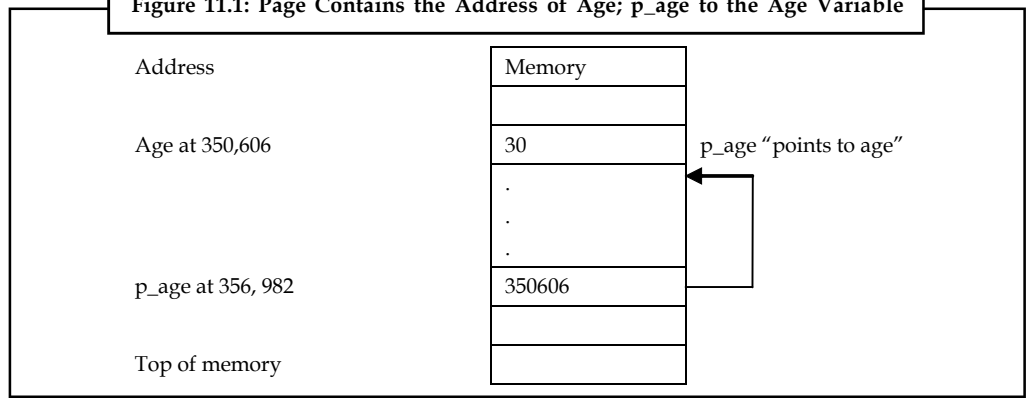 Figure 11.1: Page Contains the Address of Age; p_age to the Age Variable
Address Memory
Age at 350,606 30 p_age “points to age”
.
.
.
p_age at 356, 982 350606
Top of memory